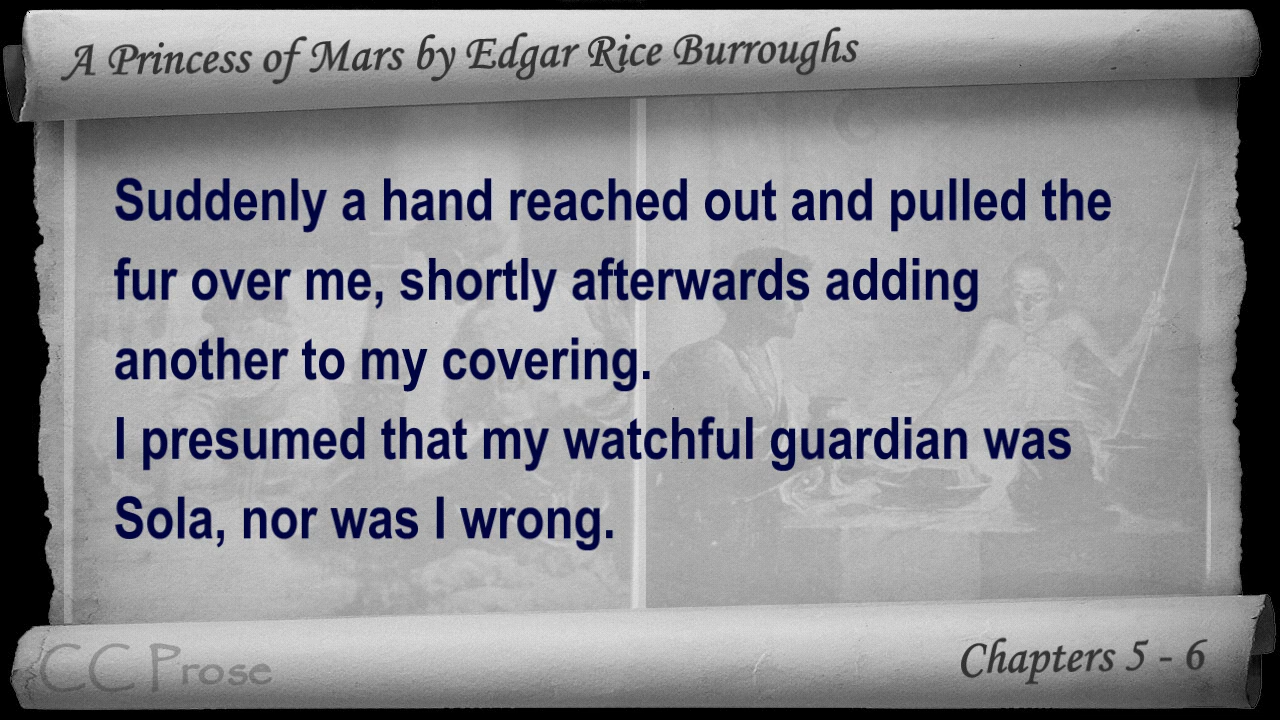 A Princess of Mars by Edgar Rice Burroughs
Suddenly a hand reached out and pulled the
fur over me, shortly afterwards adding
another to my covering.
I presumed that my watchful guardian was
Sola, nor was I wrong.
CC Prose
Chapters 5 - 6